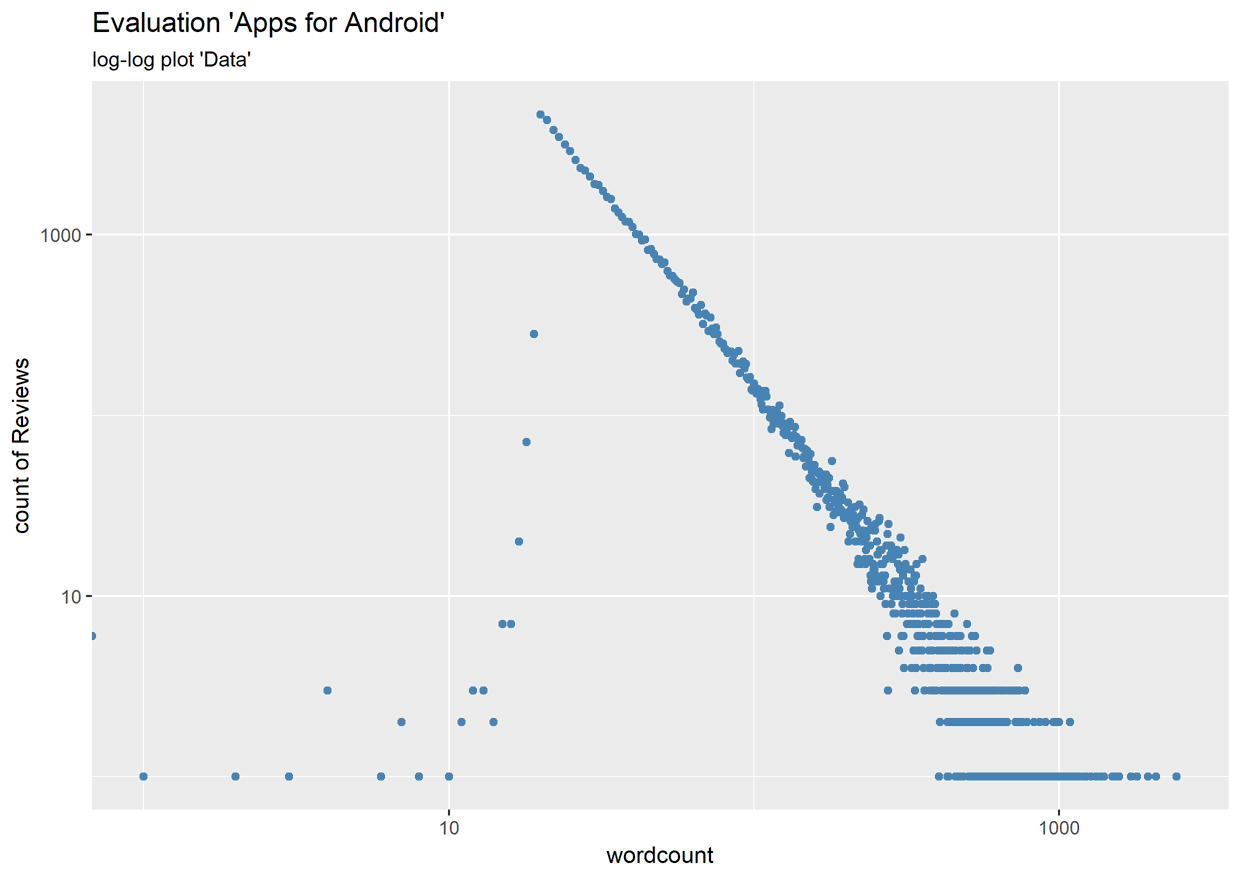 Evaluation 'Apps for Android'
log-log plot 'Data'
1000
count of Reviews
10
10
1000
wordcount